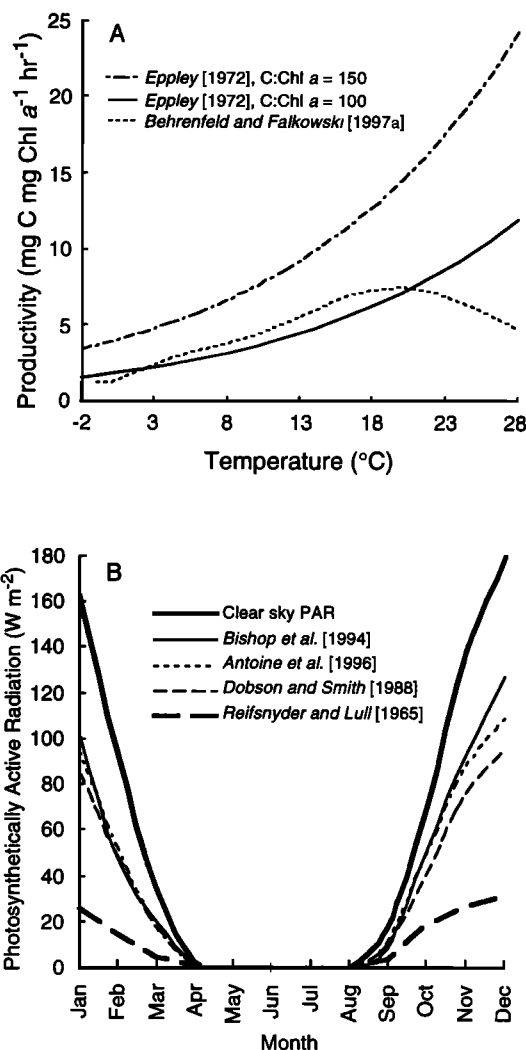 A
Eppley [1972], C:Chl a = 150
Eppley [1972], C:Chl a = 100
Behrenfeld and Falkowski [1997a]
Productivity (mg C mg Chl a⁻¹ hr⁻¹)
25
20
15
10
5
0
-2 3 8 13 18 23 28
Temperature (°C)
B
Clear sky PAR
Bishop et al. [1994]
Antoine et al. [1996]
Dobson and Smith [1988]
Reifsnyder and Lull [1965]
Photosynthetically Active Radiation (W m⁻²)
180
160
140
120
100
80
60
40
20
0
Jan Feb Mar Apr May Jun Jul Aug Sep Oct Nov Dec
Month